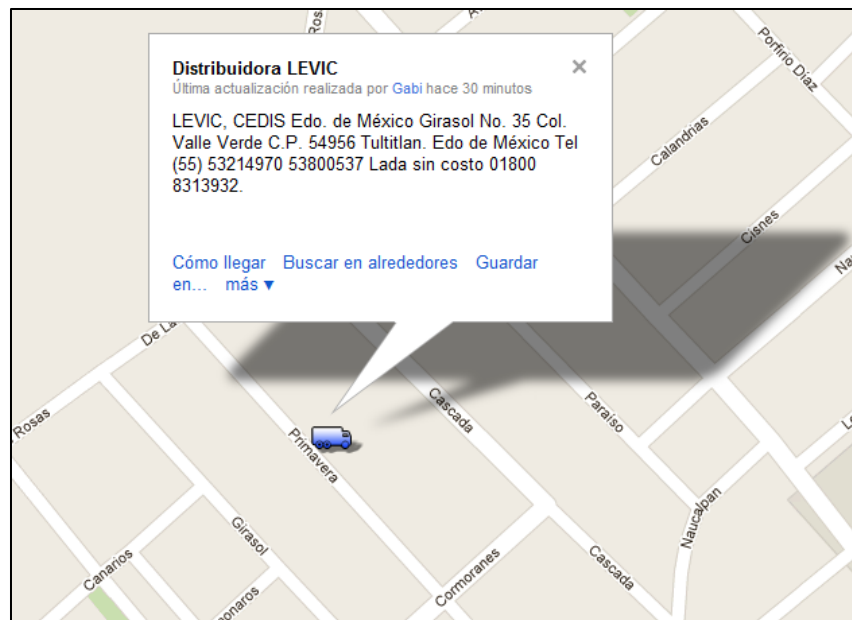 Distribuidora LEVIC
Última actualización realizada por Gabi hace 30 minutos
LEVIC, CEDIS Edo. de México Girasol No. 35 Col.
Valle Verde C.P. 54956 Tultitlan. Edo de México Tel
(55) 53214970 53800537 Lada sin costo 01800
8313932.
Cómo llegar Buscar en alrededores Guardar
en... más ▼
Porfirio Díaz
Calandrias
Cisnes
De La
Rosas
Cascada
Paraíso
Primavera
Girasol
Naucalpan
Canarios
Cormoranes
Cascada